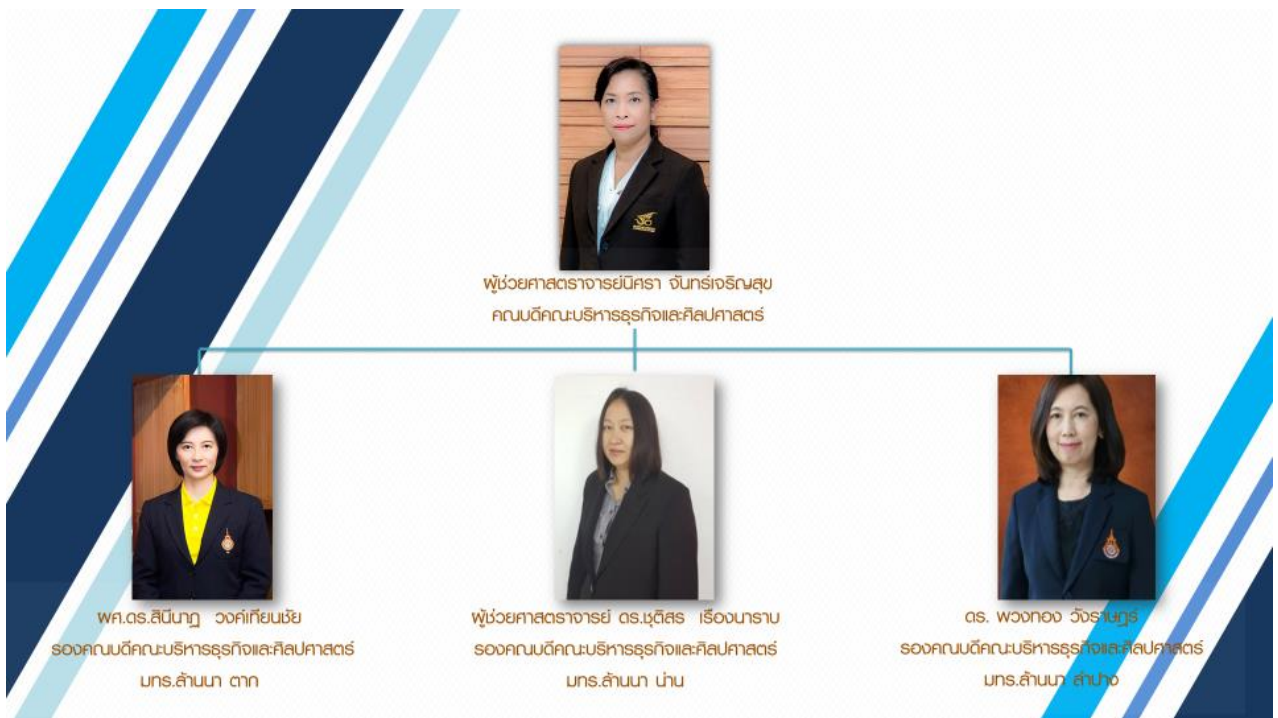 ผู้ช่วยศาสตราจารย์นิศรา จันทร์เจริญสุข
คณบดีคณะบริหารธุรกิจและศิลปศาสตร์
ผศ.ดร.สินีนาฏ วงค์เทียนชัย
รองคณบดีคณะบริหารธุรกิจและศิลปศาสตร์
มทร.ล้านนา ตาก
ผู้ช่วยศาสตราจารย์ ดร.ชุติสร เรืองนาราบ
รองคณบดีคณะบริหารธุรกิจและศิลปศาสตร์
มทร.ล้านนา น่าน
ดร. พวงทอง วังราษฎร์
รองคณบดีคณะบริหารธุรกิจและศิลปศาสตร์
มทร.ล้านนา ลำปาง